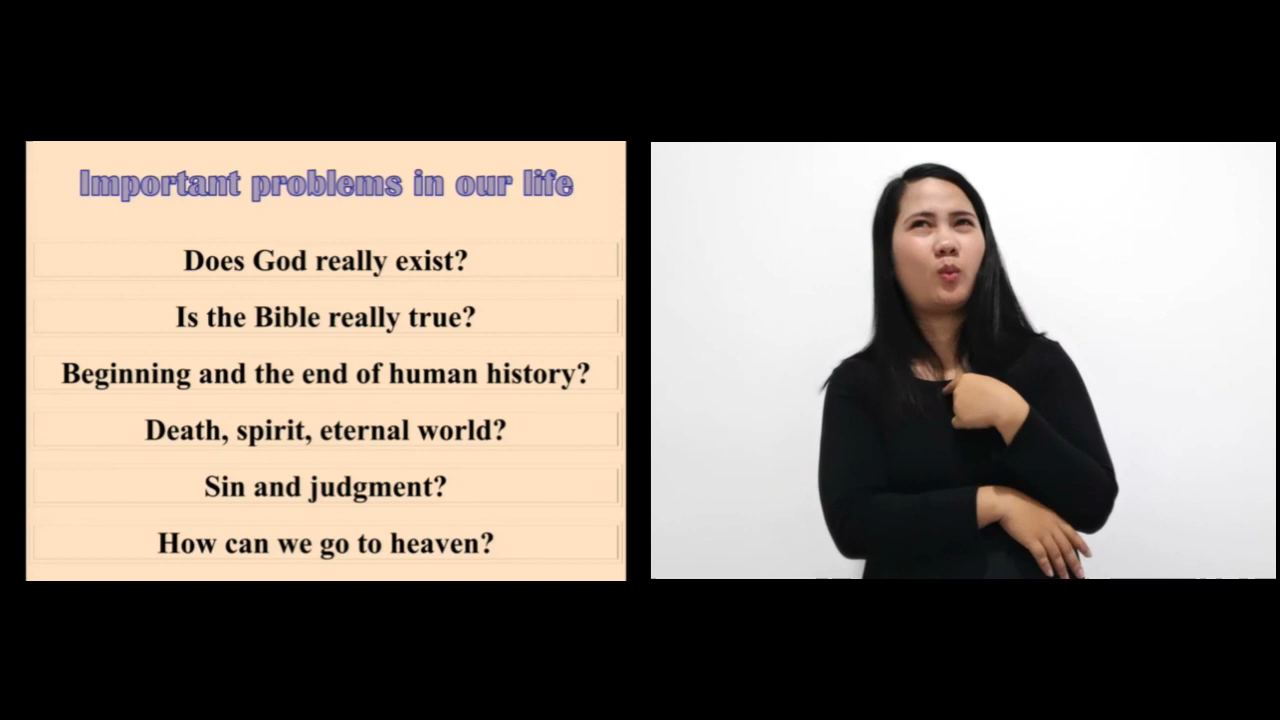 Important problems in our life
Does God really exist?
Is the Bible really true?
Beginning and the end of human history?
Death, spirit, eternal world?
Sin and judgment?
How can we go to heaven?